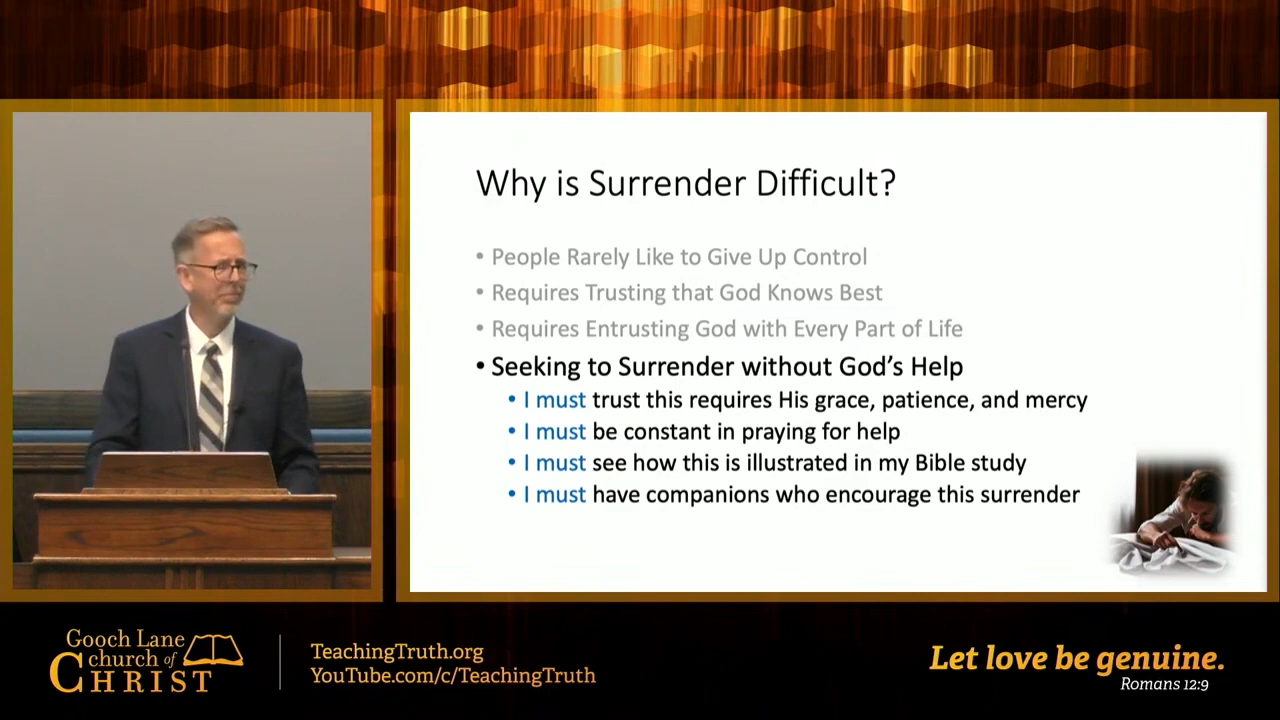 Why is Surrender Difficult?
• People Rarely Like to Give Up Control
• Requires Trusting that God Knows Best
• Requires Entrusting God with Every Part of Life
• Seeking to Surrender without God's Help
• I must trust this requires His grace, patience, and mercy
• I must be constant in praying for help
• I must see how this is illustrated in my Bible study
• I must have companions who encourage this surrender
Gooch Lane
church of
CHRIST
TeachingTruth.org
YouTube.com/c/TeachingTruth
Let love be genuine.
Romans 12:9